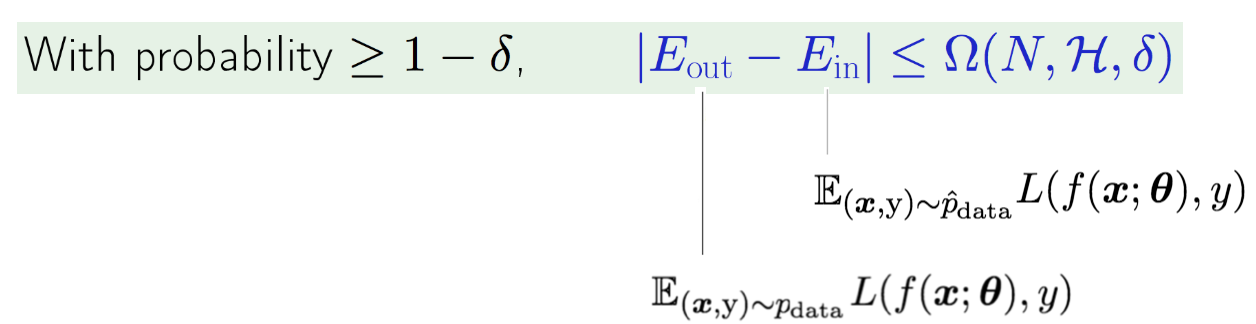 With probability ≥ 1 − δ, |E_out − E_in| ≤ Ω(N, ℋ, δ)
𝔼_(𝒙,y)∼p̂_data L(f(𝒙; 𝜽), y)
𝔼_(𝒙,y)∼p_data L(f(𝒙; 𝜽), y)